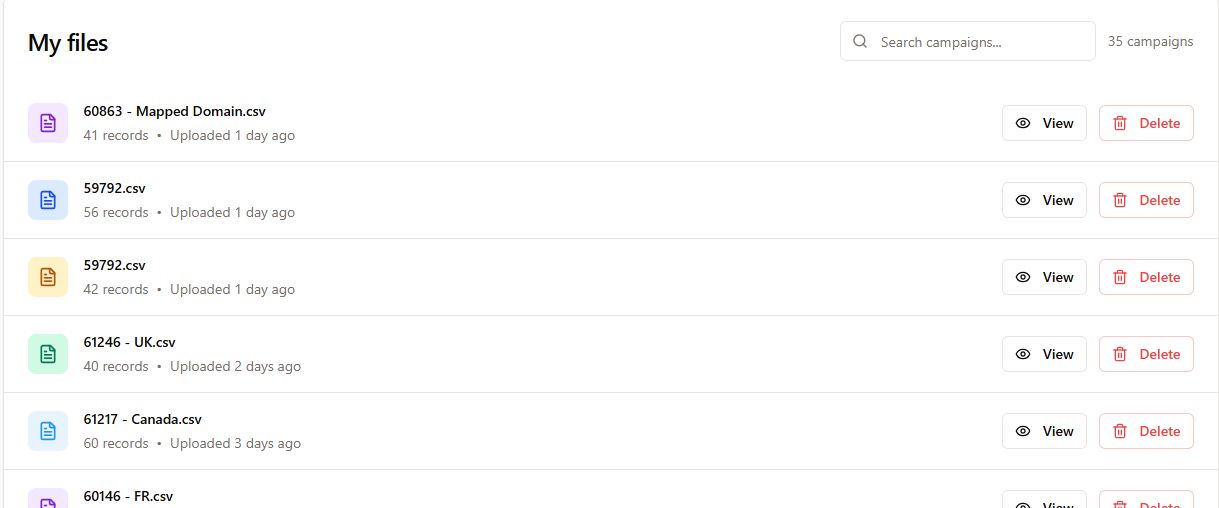 My files
Search campaigns...
35 campaigns
60863 - Mapped Domain.csv
41 records • Uploaded 1 day ago
View
Delete
59792.csv
56 records • Uploaded 1 day ago
View
Delete
59792.csv
42 records • Uploaded 1 day ago
View
Delete
61246 - UK.csv
40 records • Uploaded 2 days ago
View
Delete
61217 - Canada.csv
60 records • Uploaded 3 days ago
View
Delete
60146 - FR.csv
View
Delete